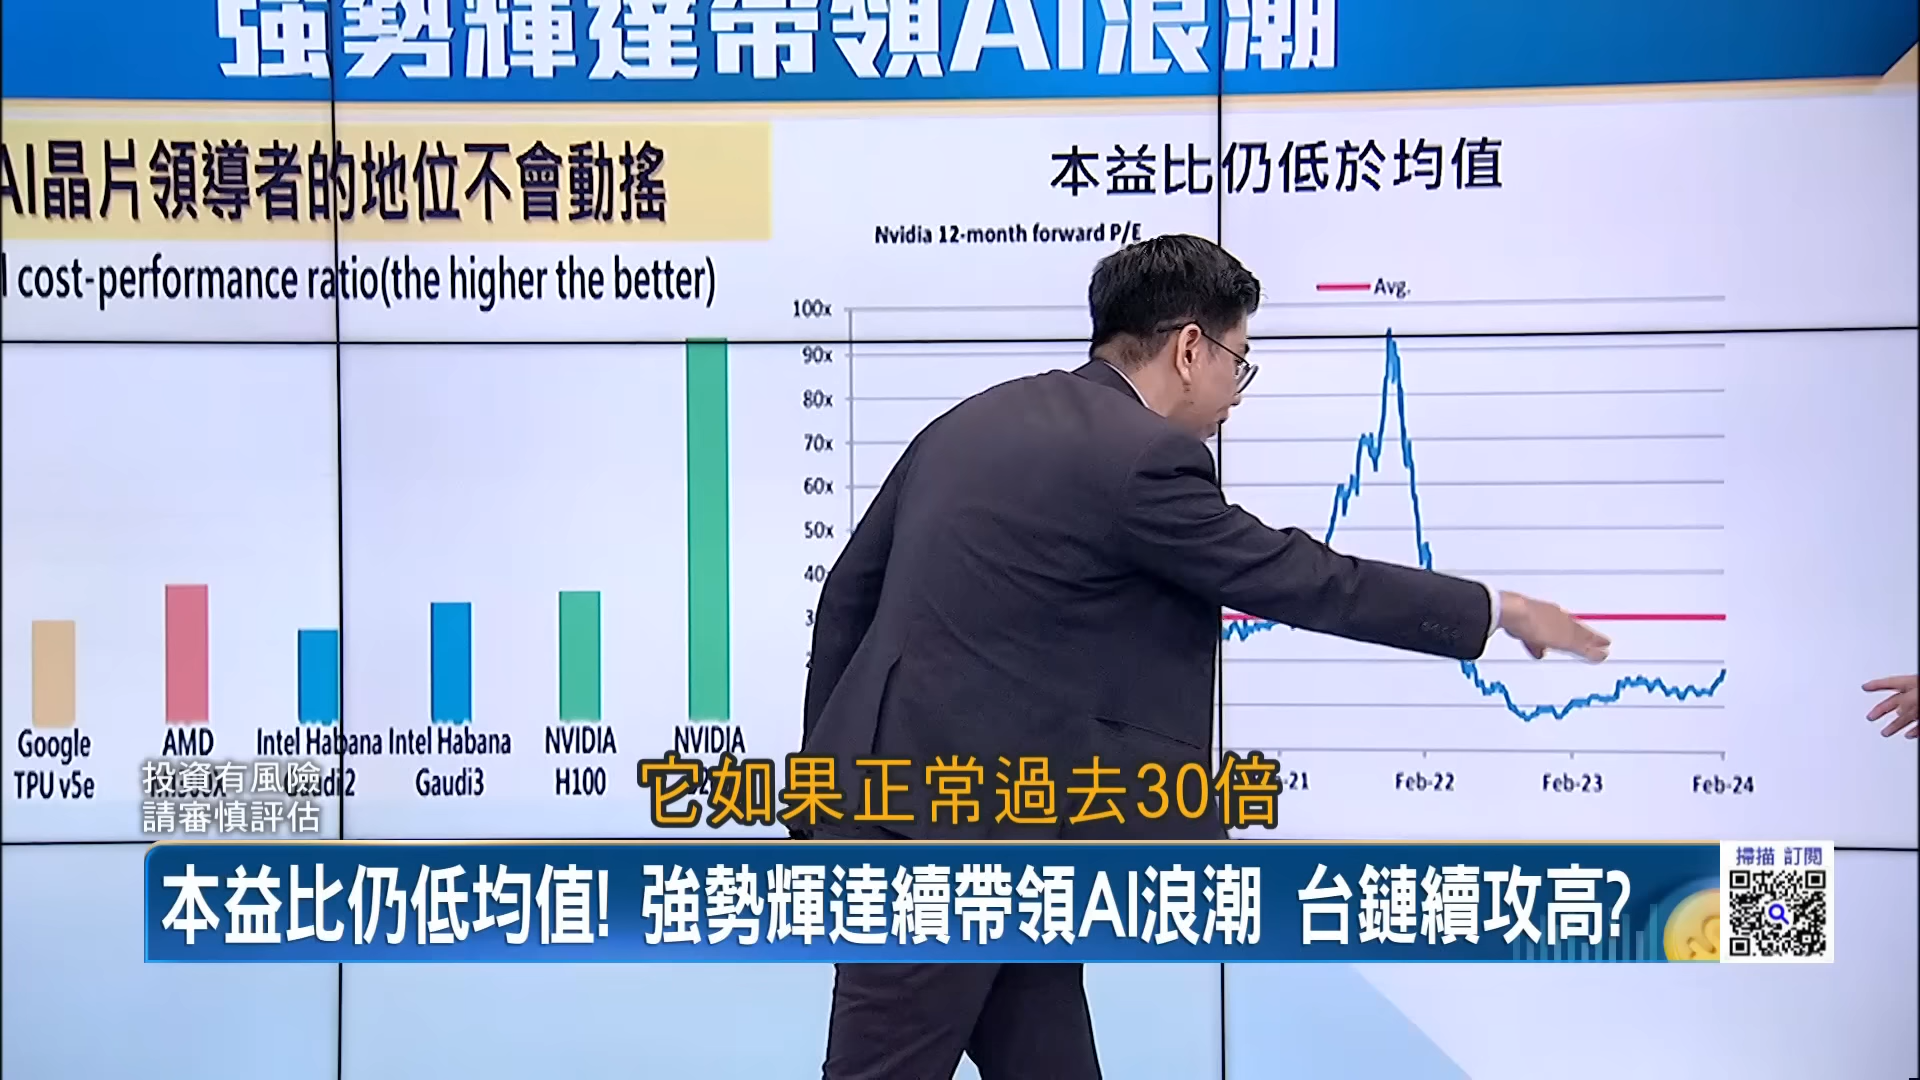 強勢輝達帶領AI浪潮
AI晶片領導者的地位不會動搖
cost-performance ratio(the higher the better)
Google
TPU v5e
AMD
Intel Habana
Intel Habana
Gaudi3
NVIDIA
H100
NVIDIA
本益比仍低於均值
Nvidia 12-month forward P/E
Avg.
100x
90x
80x
70x
60x
50x
40
Feb-22
Feb-23
Feb-24
投資有風險
請審慎評估
它如果正常過去30倍
本益比仍低均值! 強勢輝達續帶領AI浪潮 台鏈續攻高?
掃描 訂閱